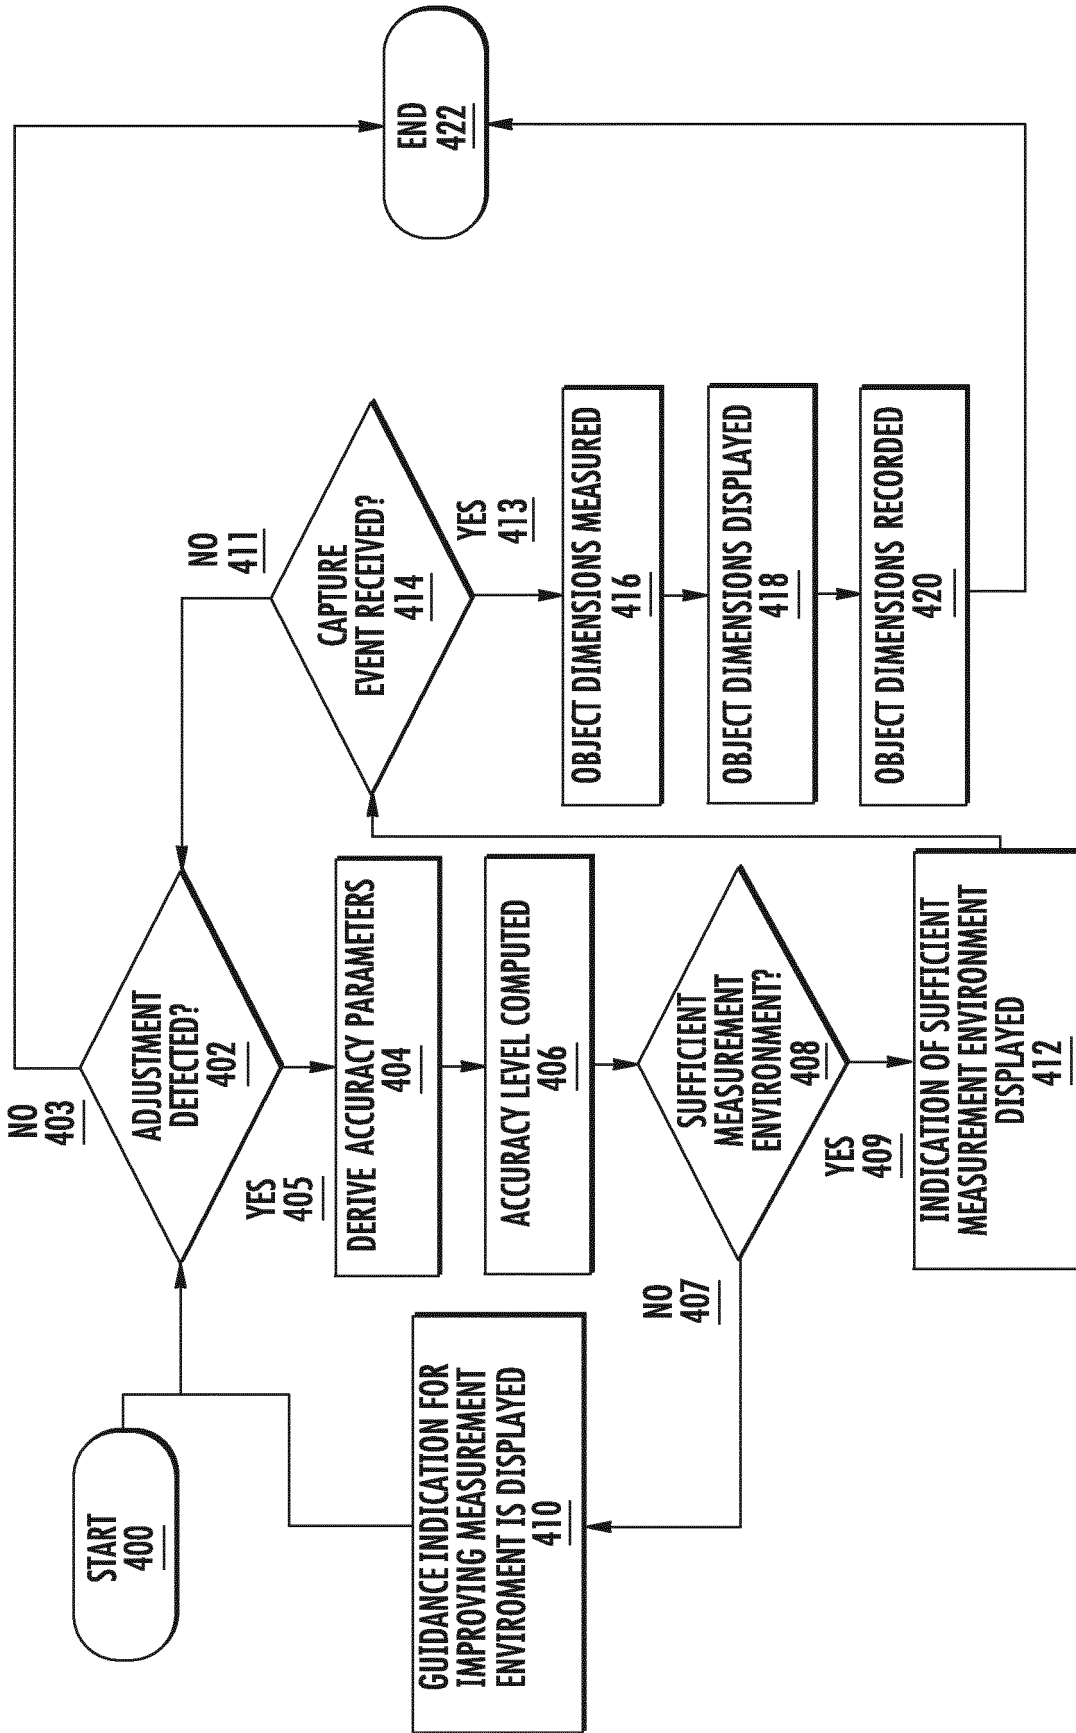 START
400
ADJUSTMENT
DETECTED?
402
NO
403
YES
405
DERIVE ACCURACY PARAMETERS
404
ACCURACY LEVEL COMPUTED
406
SUFFICIENT
MEASUREMENT
ENVIRONMENT?
408
NO
407
GUIDANCE INDICATION FOR
IMPROVING MEASUREMENT
ENVIROMENT IS DISPLAYED
410
YES
409
INDICATION OF SUFFICIENT
MEASUREMENT ENVIRONMENT
DISPLAYED
412
CAPTURE
EVENT RECEIVED?
414
NO
411
YES
413
OBJECT DIMENSIONS MEASURED
416
OBJECT DIMENSIONS DISPLAYED
418
OBJECT DIMENSIONS RECORDED
420
END
422